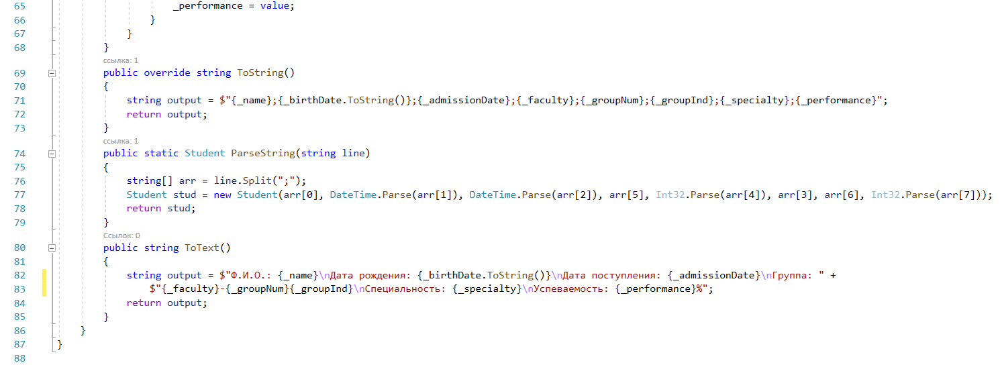 65 _performance = value;
66 }
67 }
68 }
ссылка: 1
69 public override string ToString()
70 {
71 string output = $"{_name};{_birthDate.ToString()};{_admissionDate};{_faculty};{_groupNum};{_groupInd};{_specialty};{_performance}";
72 return output;
73 }
ссылка: 1
74 public static Student ParseString(string line)
75 {
76 string[] arr = line.Split(";");
77 Student stud = new Student(arr[0], DateTime.Parse(arr[1]), DateTime.Parse(arr[2]), arr[5], Int32.Parse(arr[4]), arr[3], arr[6], Int32.Parse(arr[7]));
78 return stud;
79 }
Ссылок: 0
80 public string ToText()
81 {
82 string output = $"Ф.И.О.: {_name}\nДата рождения: {_birthDate.ToString()}\nДата поступления: {_admissionDate}\nГруппа: " +
83 $"{_faculty}-{_groupNum}{_groupInd}\nСпециальность: {_specialty}\nУспеваемость: {_performance}%";
84 return output;
85 }
86 }
87 }
88